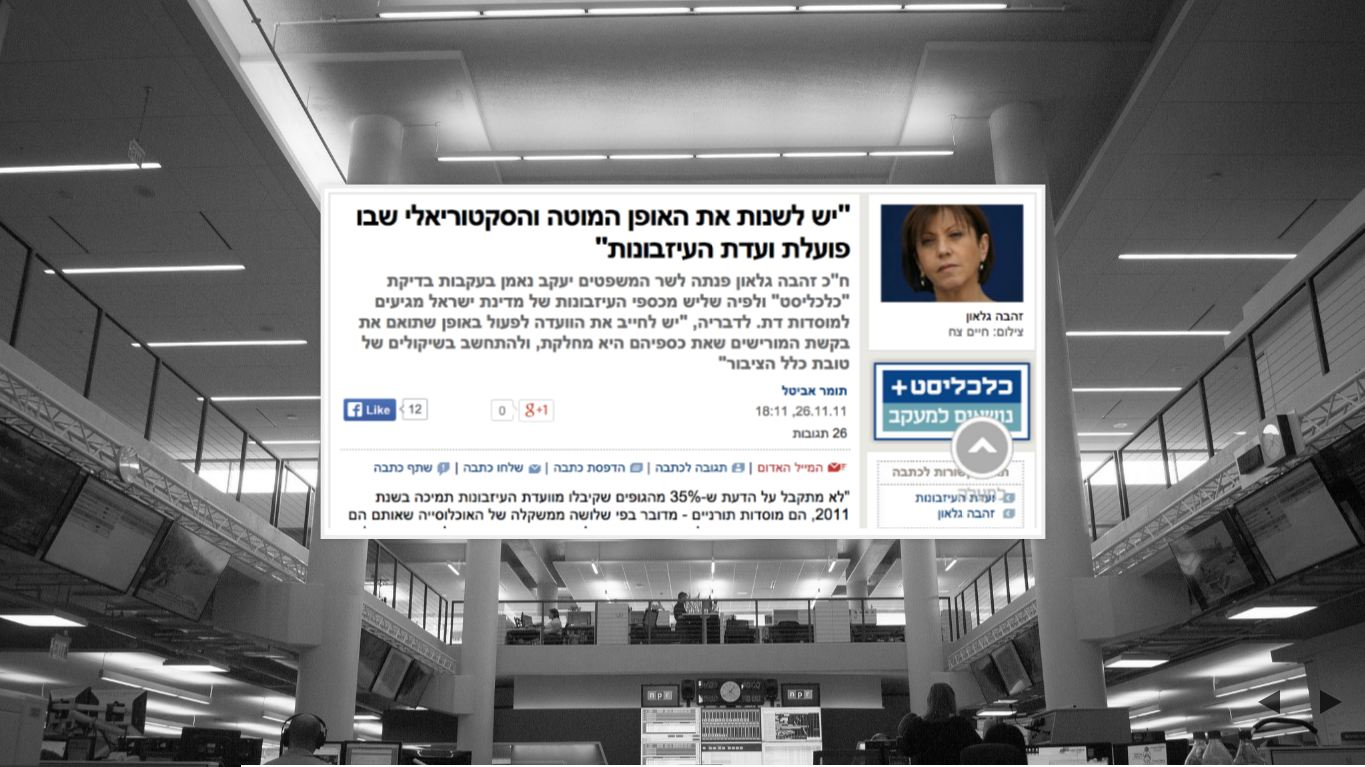 "יש לשנות את האופן המוטה והסקטוריאלי שבו
פועלת ועדת העיזבונות"
ח"כ זהבה גלאון פנתה לשר המשפטים יעקב נאמן בעקבות בדיקת
"כלכליסט" ולפיה שליש מכספי העיזבונות של מדינת ישראל מגיעים
למוסדות דת. לדבריה, "יש לחייב את הוועדה לפעול באופן שתואם את
בקשת המורישים שאת כספיהם היא מחלקת, ולהתחשב בשיקולים של
טובת כלל הציבור"
תומר אביטל
26.11.11, 18:11
26 תגובות
Like 12
0 g+1
המייל האדום | תגובה לכתבה | הדפסת כתבה | שלחו כתבה | שתף כתבה
"לא מתקבל על הדעת ש-35% מהגופים שקיבלו מוועדת העיזבונות תמיכה בשנת
2011, הם מוסדות תורניים - מדובר בפי שלושה ממשקלה של האוכלוסייה שאותם הם
זהבה גלאון
צילום: חיים צח
כלכליסט+
נושאים למעקב
לכתבה
למעלה
ועדת העיזבונות
זהבה גלאון
npr
npr